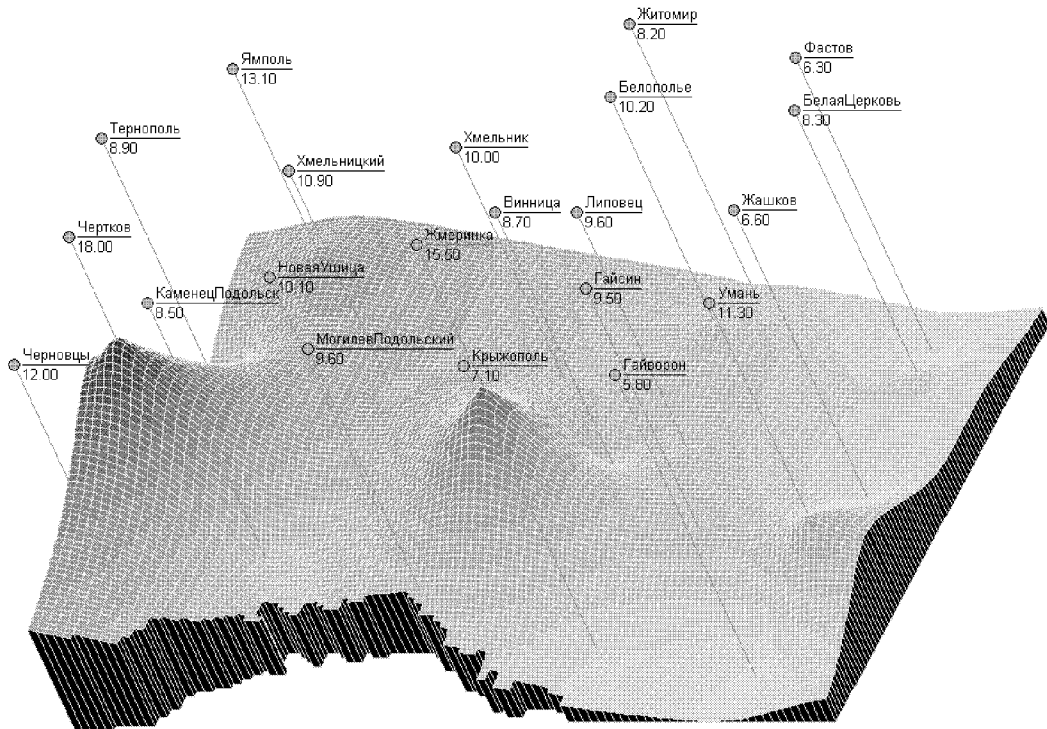 Житомир
8.20
Фастов
6.30
Ямполь
13.10
Белополье
10.20
БелаяЦерковь
8.30
Тернополь
8.90
Хмельник
10.00
Хмельницкий
10.90
Винница
8.70
Липовец
9.60
Жашков
6.60
Чертков
18.00
Жмеринка
15.60
НоваяУшица
10.10
Гайсин
9.50
КаменецПодольск
8.50
Умань
11.30
МогилевПодольский
9.60
Черновцы
12.00
Крыжополь
7.10
Гайворон
5.80